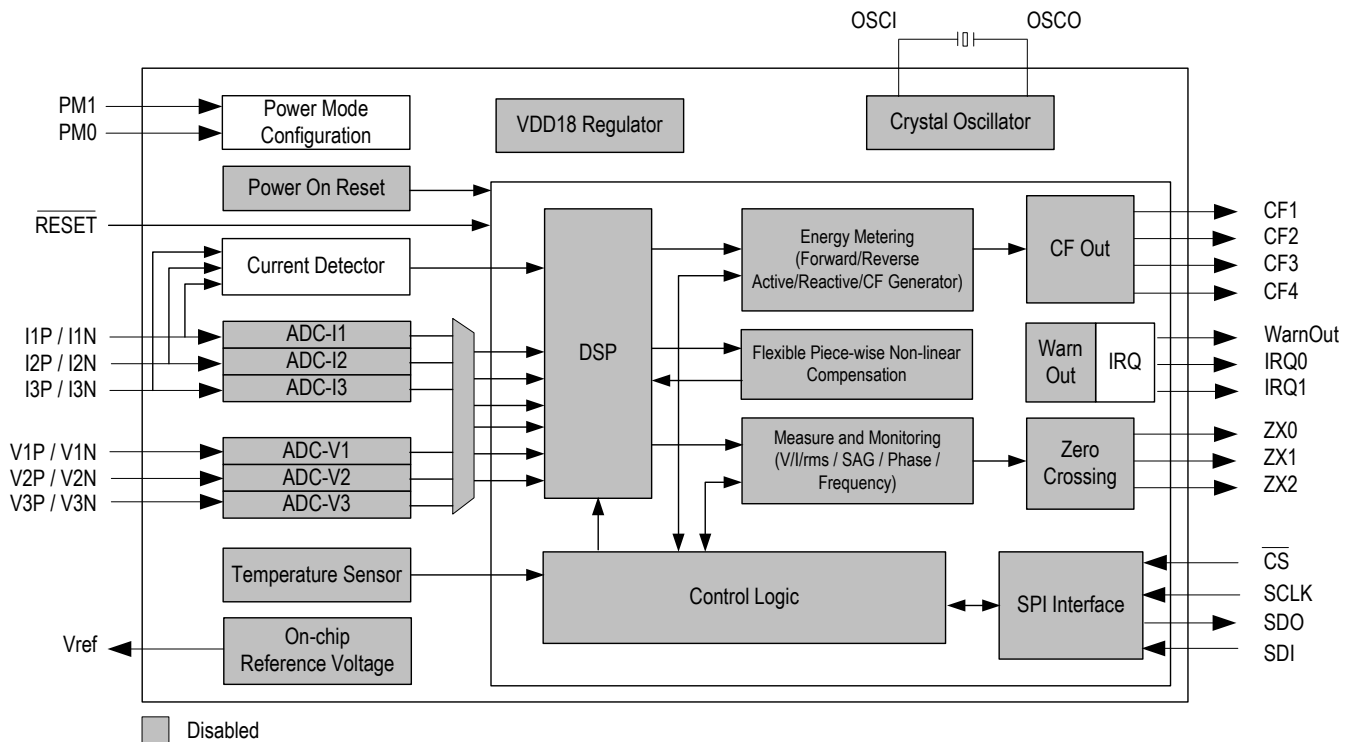 OSCI
OSCO
PM1
PM0
Power Mode
Configuration
VDD18 Regulator
Crystal Oscillator
Power On Reset
RESET
Current Detector
I1P / I1N
I2P / I2N
I3P / I3N
ADC-I1
ADC-I2
ADC-I3
V1P / V1N
V2P / V2N
V3P / V3N
ADC-V1
ADC-V2
ADC-V3
Temperature Sensor
Vref
On-chip
Reference Voltage
DSP
Energy Metering
(Forward/Reverse
Active/Reactive/CF Generator)
Flexible Piece-wise Non-linear
Compensation
Measure and Monitoring
(V/I/rms / SAG / Phase /
Frequency)
Control Logic
CF Out
CF1
CF2
CF3
CF4
Warn
Out
IRQ
WarnOut
IRQ0
IRQ1
Zero
Crossing
ZX0
ZX1
ZX2
SPI Interface
CS
SCLK
SDO
SDI
Disabled